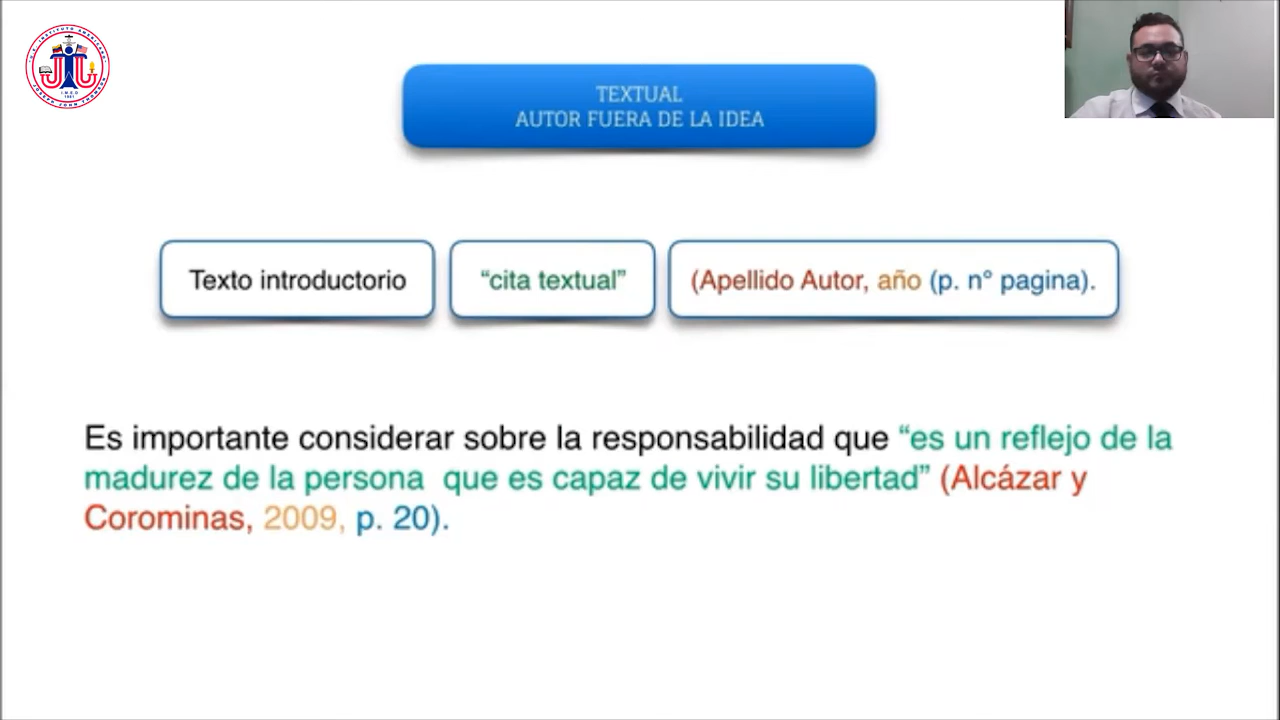 TEXTUAL
AUTOR FUERA DE LA IDEA
Texto introductorio
“cita textual”
(Apellido Autor, año (p. n° pagina).
Es importante considerar sobre la responsabilidad que “es un reflejo de la
madurez de la persona  que es capaz de vivir su libertad” (Alcázar y
Corominas, 2009, p. 20).